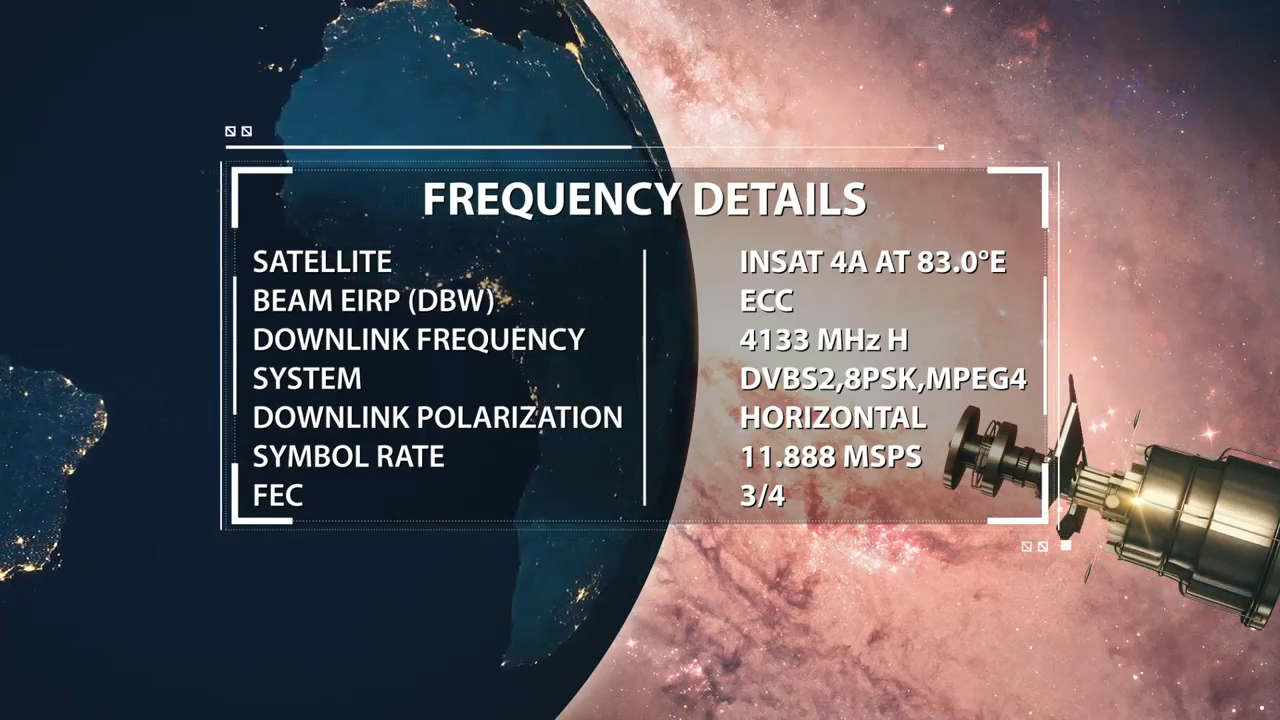 FREQUENCY DETAILS
SATELLITE INSAT 4A AT 83.0°E
BEAM EIRP (DBW) ECC
DOWNLINK FREQUENCY 4133 MHz H
SYSTEM DVBS2,8PSK,MPEG4
DOWNLINK POLARIZATION HORIZONTAL
SYMBOL RATE 11.888 MSPS
FEC 3/4